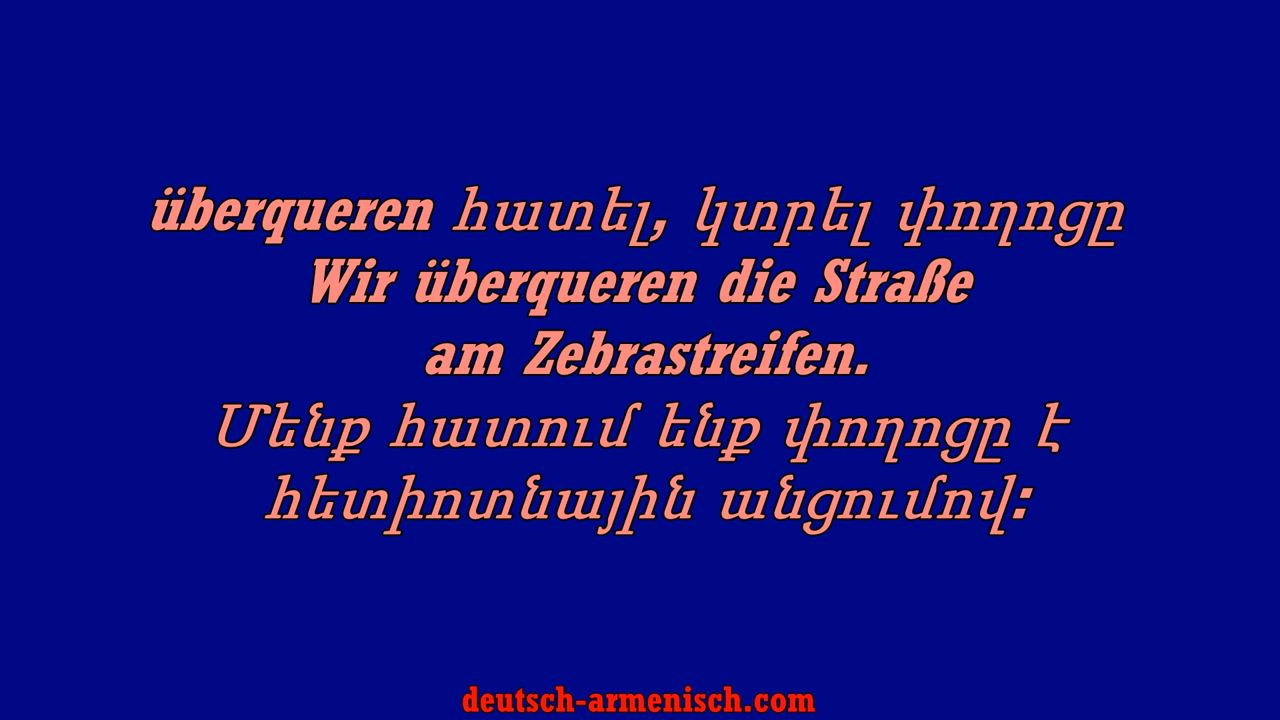 überqueren հատել, կտրել փողոցը
Wir überqueren die Straße
am Zebrastreifen.
Մենք հատում ենք փողոցը է
հետիոտնային անցումով:
deutsch-armenisch.com